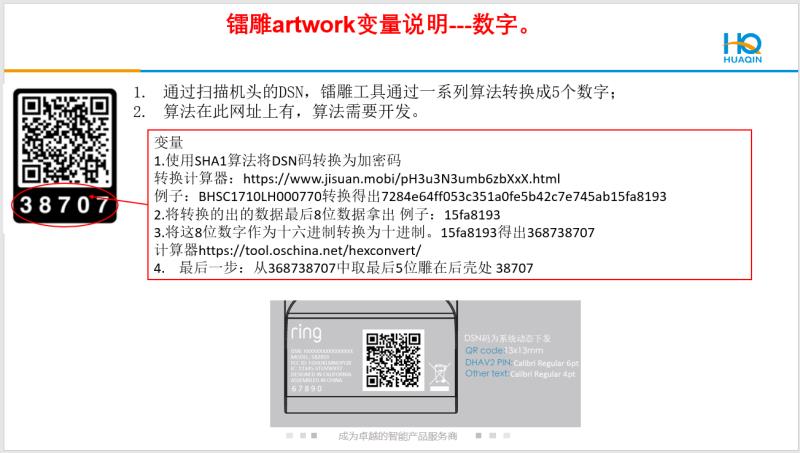 镭雕artwork变量说明---数字。
HQ
HUAQIN
1. 通过扫描机头的DSN，镭雕工具通过一系列算法转换成5个数字；
2. 算法在此网址上有，算法需要开发。
38707
变量
1.使用SHA1算法将DSN码转换为加密码
转换计算器：https://www.jisuan.mobi/pH3u3N3umb6zbXxX.html
例子：BHSC1710LH000770转换得出7284e64ff053c351a0fe5b42c7e745ab15fa8193
2.将转换的出的数据最后8位数据拿出 例子：15fa8193
3.将这8位数字作为十六进制转换为十进制。15fa8193得出368738707
计算器https://tool.oschina.net/hexconvert/
4. 最后一步：从368738707中取最后5位雕在后壳处 38707
ring
DESIGNED IN CALIFORNIA
ASSEMBLED IN CHINA
67890
DSN码为系统动态下发
QR code:13x13mm
DHAV2 PIN: Calibri Regular 6pt
Other text: Calibri Regular 4pt
成为卓越的智能产品服务商